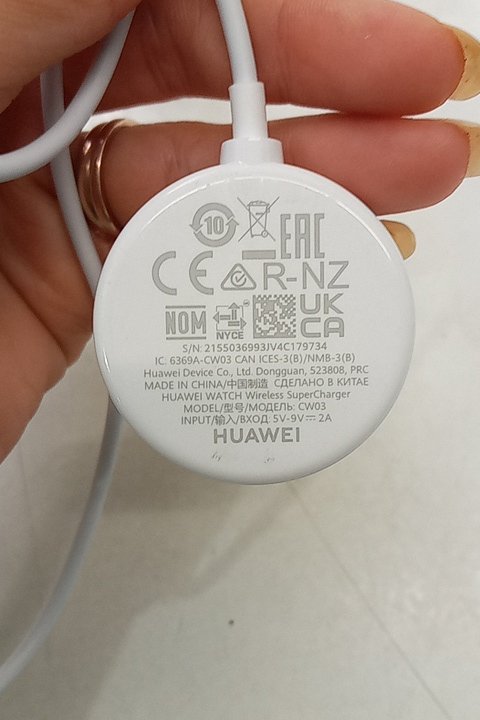 10
EAC
CE R-NZ
NOM NYCE UK CA
S/N: 2155036993JV4C179734
IC: 6369A-CW03 CAN ICES-3(B)/NMB-3(B)
Huawei Device Co., Ltd. Dongguan, 523808, PRC
MADE IN CHINA/中国制造 СДЕЛАНО В КИТАЕ
HUAWEI WATCH Wireless SuperCharger
MODEL/型号/МОДЕЛЬ: CW03
INPUT/输入/ВХОД: 5V-9V⎓2A
HUAWEI